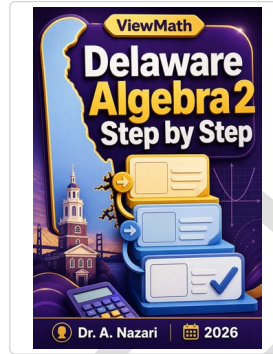 ViewMath
Delaware
Algebra 2
Step by Step
Dr. A. Nazari
2026